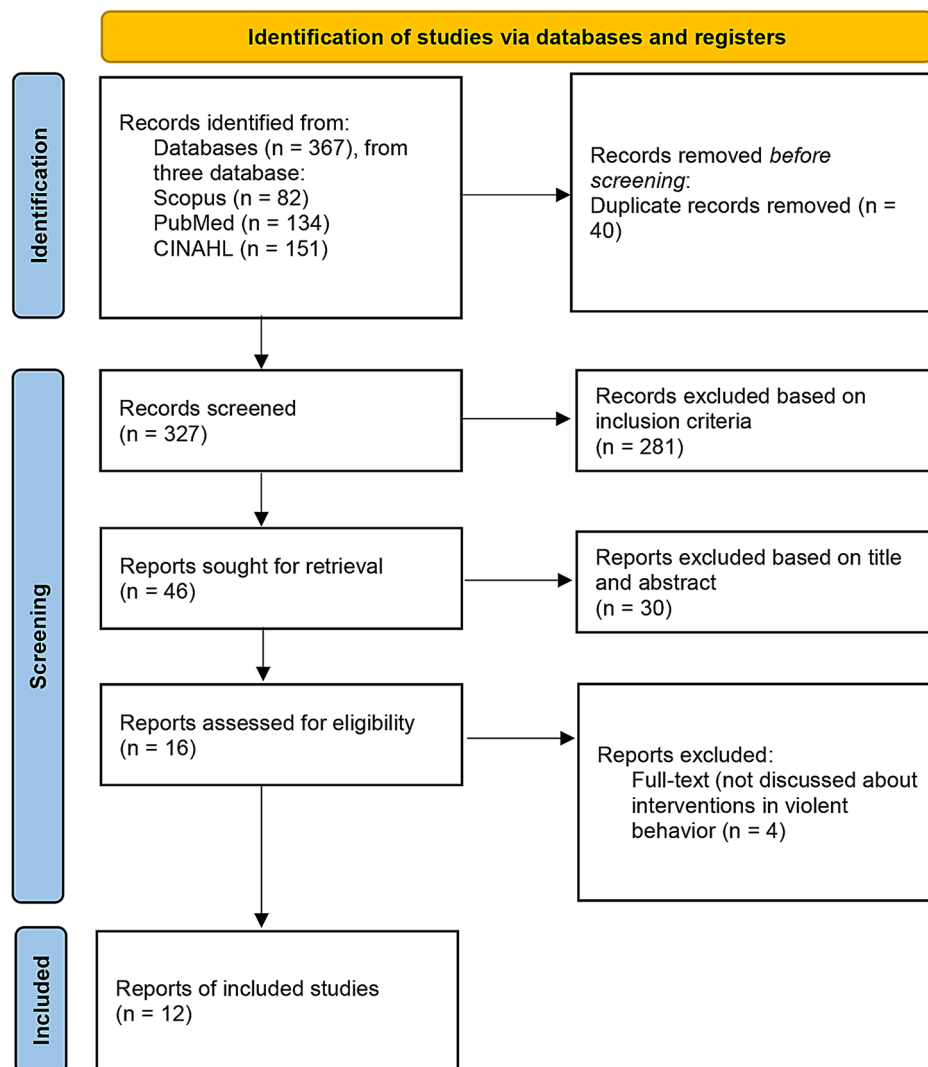 Identification of studies via databases and registers
Identification
Records identified from:
Databases (n = 367), from
three database:
Scopus (n = 82)
PubMed (n = 134)
CINAHL (n = 151)
Records removed before
screening:
Duplicate records removed (n =
40)
Screening
Records screened
(n = 327)
Records excluded based on
inclusion criteria
(n = 281)
Reports sought for retrieval
(n = 46)
Reports excluded based on title
and abstract
(n = 30)
Reports assessed for eligibility
(n = 16)
Reports excluded:
Full-text (not discussed about
interventions in violent
behavior (n = 4)
Included
Reports of included studies
(n = 12)